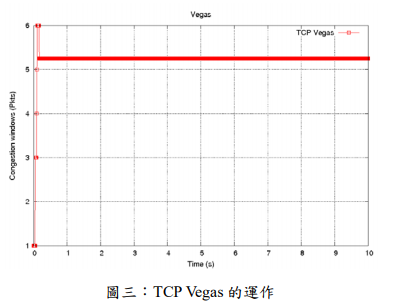 Vegas
TCP Vegas
6
5
4
3
2
1
Congestion windows (Pkts)
0 1 2 3 4 5 6 7 8 9 10
Time (s)
圖三：TCP Vegas 的運作